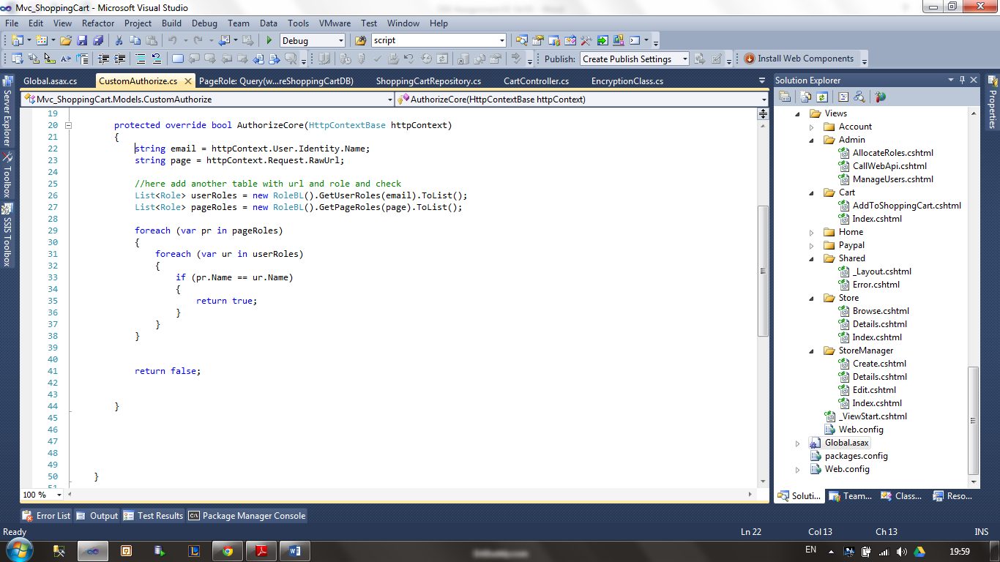 Mvc_ShoppingCart - Microsoft Visual Studio
File Edit View Refactor Project Build Debug Team Data Tools VMware Architecture Test Window Help
Debug script
Publish: Create Publish Settings Install Web Components
Global.asax.cs CustomAuthorize.cs PageRole: Query(w...reShoppingCartDB) ShoppingCartRepository.cs CartController.cs EncryptionClass.cs
Mvc_ShoppingCart.Models.CustomAuthorize AuthorizeCore(HttpContextBase httpContext)
Server Explorer
Toolbox
SSIS Toolbox
19
20 protected override bool AuthorizeCore(HttpContextBase httpContext)
21 {
22 string email = httpContext.User.Identity.Name;
23 string page = httpContext.Request.RawUrl;
24
25 //here add another table with url and role and check
26 List<Role> userRoles = new RoleBL().GetUserRoles(email).ToList();
27 List<Role> pageRoles = new RoleBL().GetPageRoles(page).ToList();
28
29 foreach (var pr in pageRoles)
30 {
31 foreach (var ur in userRoles)
32 {
33 if (pr.Name == ur.Name)
34 {
35 return true;
36 }
37 }
38 }
39
40
41 return false;
42
43
44 }
45
46
47
48
49
50 }
51
100 %
Solution Explorer
Views
Account
Admin
AllocateRoles.cshtml
CallWebApi.cshtml
ManageUsers.cshtml
Cart
AddToShoppingCart.cshtml
Index.cshtml
Home
Paypal
Shared
_Layout.cshtml
Error.cshtml
Store
Browse.cshtml
Details.cshtml
Index.cshtml
StoreManager
Create.cshtml
Details.cshtml
Edit.cshtml
Index.cshtml
_ViewStart.cshtml
Web.config
Global.asax
packages.config
Web.config
Soluti... Team... Class... Reso...
Properties
Error List Output Test Results Package Manager Console
Ready Ln 22 Col 13 Ch 13 INS
EN 19:59